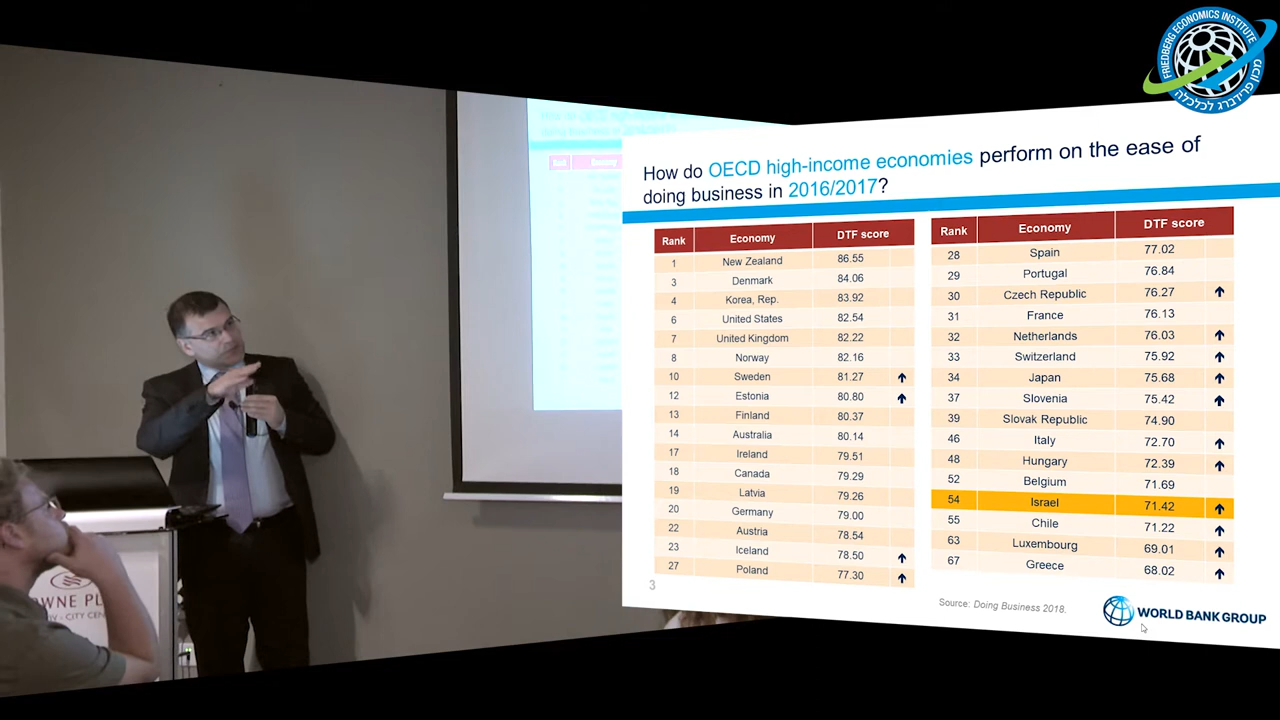 FRIEDBERG ECONOMICS INSTITUTE
מכון פרידברג לכלכלה
How do OECD high-income economies perform on the ease of
doing business in 2016/2017?
Rank Economy DTF score
1 New Zealand 86.55
3 Denmark 84.06
4 Korea, Rep. 83.92
6 United States 82.54
7 United Kingdom 82.22
8 Norway 82.16
10 Sweden 81.27 ↑
12 Estonia 80.80 ↑
13 Finland 80.37
14 Australia 80.14
17 Ireland 79.51
18 Canada 79.29
19 Latvia 79.26
20 Germany 79.00
22 Austria 78.54
23 Iceland 78.50 ↑
27 Poland 77.30 ↑
Rank Economy DTF score
28 Spain 77.02
29 Portugal 76.84
30 Czech Republic 76.27 ↑
31 France 76.13
32 Netherlands 76.03 ↑
33 Switzerland 75.92 ↑
34 Japan 75.68 ↑
37 Slovenia 75.42 ↑
39 Slovak Republic 74.90
46 Italy 72.70 ↑
48 Hungary 72.39 ↑
52 Belgium 71.69
54 Israel 71.42 ↑
55 Chile 71.22 ↑
63 Luxembourg 69.01 ↑
67 Greece 68.02 ↑
3
Source: Doing Business 2018.
WORLD BANK GROUP
Rank Economy
OWNE PL
V - CITY CEN